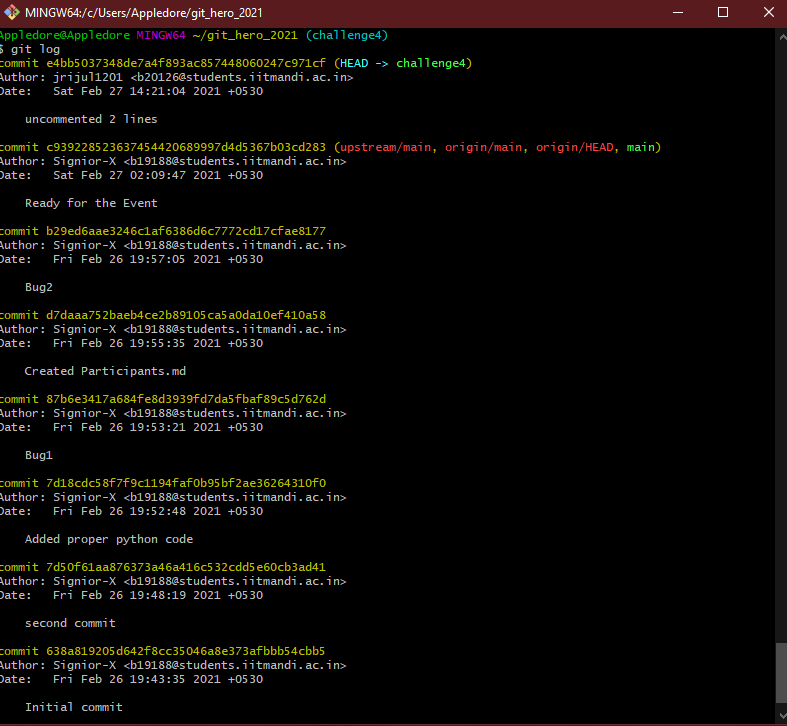 MINGW64:/c/Users/Appledore/git_hero_2021
Appledore@Appledore MINGW64 ~/git_hero_2021 (challenge4)
$ git log
commit e4bb5037348de7a4f893ac857448060247c971cf (HEAD -> challenge4)
Author: jrijul1201 <b20126@students.iitmandi.ac.in>
Date:   Sat Feb 27 14:21:04 2021 +0530
uncommented 2 lines
commit c939228523637454420689997d4d5367b03cd283 (upstream/main, origin/main, origin/HEAD, main)
Author: Signior-X <b19188@students.iitmandi.ac.in>
Date:   Sat Feb 27 02:09:47 2021 +0530
Ready for the Event
commit b29ed6aae3246c1af6386d6c7772cd17cfae8177
Author: Signior-X <b19188@students.iitmandi.ac.in>
Date:   Fri Feb 26 19:57:05 2021 +0530
Bug2
commit d7daaa752baeb4ce2b89105ca5a0da10ef410a58
Author: Signior-X <b19188@students.iitmandi.ac.in>
Date:   Fri Feb 26 19:55:35 2021 +0530
Created Participants.md
commit 87b6e3417a684fe8d3939fd7da5fbaf89c5d762d
Author: Signior-X <b19188@students.iitmandi.ac.in>
Date:   Fri Feb 26 19:53:21 2021 +0530
Bug1
commit 7d18cdc58f7f9c1194faf0b95bf2ae36264310f0
Author: Signior-X <b19188@students.iitmandi.ac.in>
Date:   Fri Feb 26 19:52:48 2021 +0530
Added proper python code
commit 7d50f61aa876373a46a416c532cdd5e60cb3ad41
Author: Signior-X <b19188@students.iitmandi.ac.in>
Date:   Fri Feb 26 19:48:19 2021 +0530
second commit
commit 638a819205d642f8cc35046a8e373afbbb54cbb5
Author: Signior-X <b19188@students.iitmandi.ac.in>
Date:   Fri Feb 26 19:43:35 2021 +0530
Initial commit